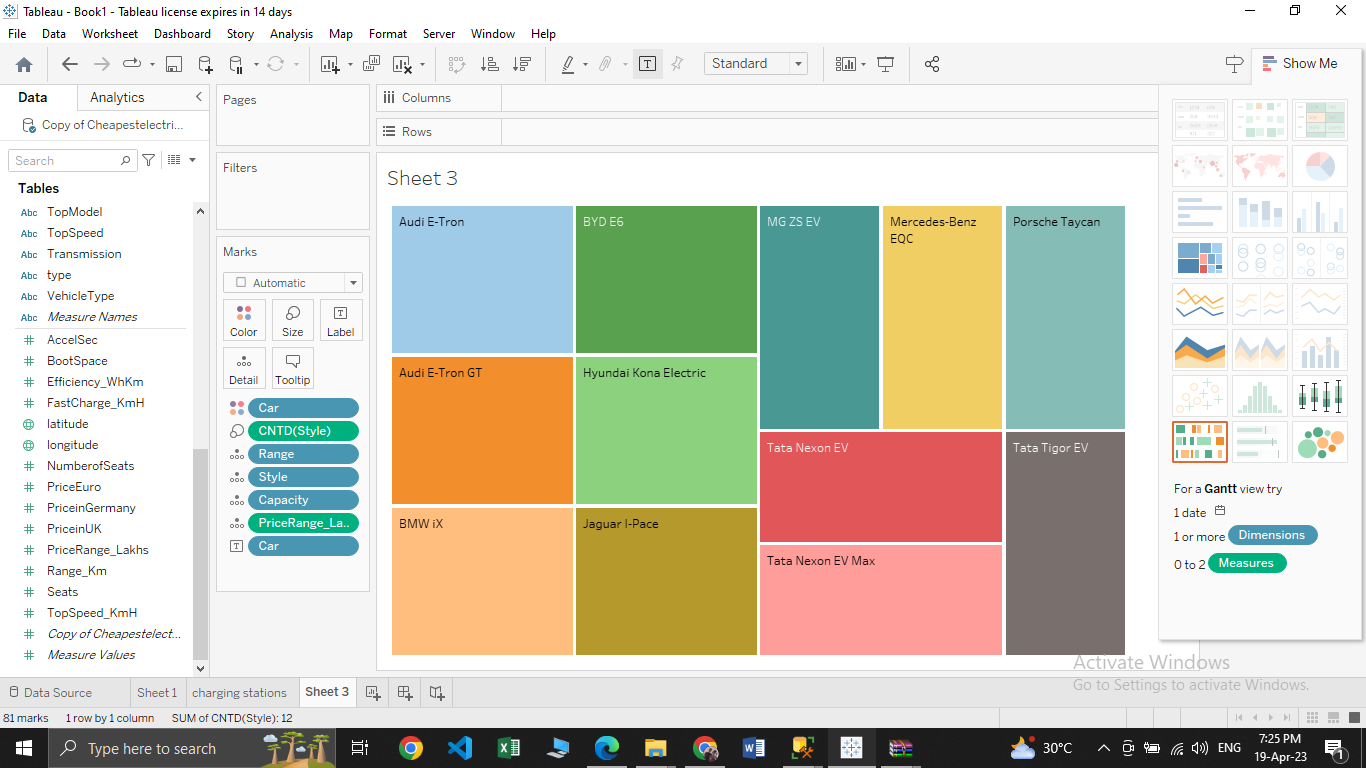 Tableau - Book1 - Tableau license expires in 14 days
File Data Worksheet Dashboard Story Analysis Map Format Server Window Help
Standard
Show Me
Data Analytics
Copy of Cheapestelectri...
Search
Tables
Abc TopModel
Abc TopSpeed
Abc Transmission
Abc type
Abc VehicleType
Abc Measure Names
AccelSec
BootSpace
Efficiency_WhKm
FastCharge_KmH
latitude
longitude
NumberofSeats
PriceEuro
PriceinGermany
PriceinUK
PriceRange_Lakhs
Range_Km
Seats
TopSpeed_KmH
Copy of Cheapestelect...
Measure Values
Pages
Filters
Marks
Automatic
Color Size Label
Detail Tooltip
Car
CNTD(Style)
Range
Style
Capacity
PriceRange_La..
Car
Columns
Rows
Sheet 3
Audi E-Tron
BYD E6
MG ZS EV
Mercedes-Benz
EQC
Porsche Taycan
Audi E-Tron GT
Hyundai Kona Electric
Tata Nexon EV
Tata Tigor EV
BMW iX
Jaguar I-Pace
Tata Nexon EV Max
For a Gantt view try
1 date
1 or more Dimensions
0 to 2 Measures
Activate Windows
Go to Settings to activate Windows.
Data Source Sheet 1 charging stations Sheet 3
81 marks 1 row by 1 column SUM of CNTD(Style): 12
Type here to search
30°C
ENG
7:25 PM
19-Apr-23
1